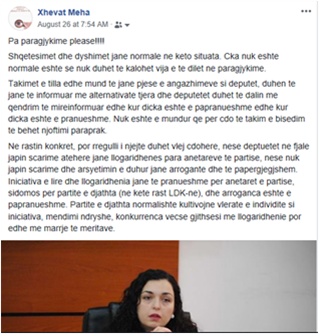 Xhevat Meha
August 26 at 7:54 AM ·
Pa paragjykime please!!!!!
Shqetesimet dhe dyshimet jane normale ne keto situata. Cka nuk eshte
normale eshte se nuk duhet te kalohet vija e te dilet ne paragjykime.
Takimet e tilla edhe mund te jene pjese e angazhimeve si deputet, duhen te
jene te informuar me alternativate tjera dhe deputetet duhet te dalin me
qendrim te mireinformuar edhe kur dicka eshte e papranueshme edhe kur
dicka eshte e pranueshme. Nuk eshte e mundur qe per cdo te takim e bisedim
te behet njoftimi paraprak.
Ne rastin konkret, por rregulli i njejte duhet vlej cdohere, nese deptuetet ne fjale
japin scarime atehere jane llogaridhenes para anetareve te partise, nese nuk
japin scarime dhe arsyetimin e duhur jane arrogante dhe te papergjegjshem.
Iniciativa e lire dhe llogaridhenia jane te pranueshme per anetaret e partise,
sidomos per partite e djathta (ne kete rast LDK-ne), dhe arroganca eshte e
papranueshme. Partite e djathta normalisht kultivojne vlerate e individite si
iniciativa, mendimi ndryshe, konkurrenca vecse gjithsesi me llogaridhenie por
edhe me marrje te meritave.